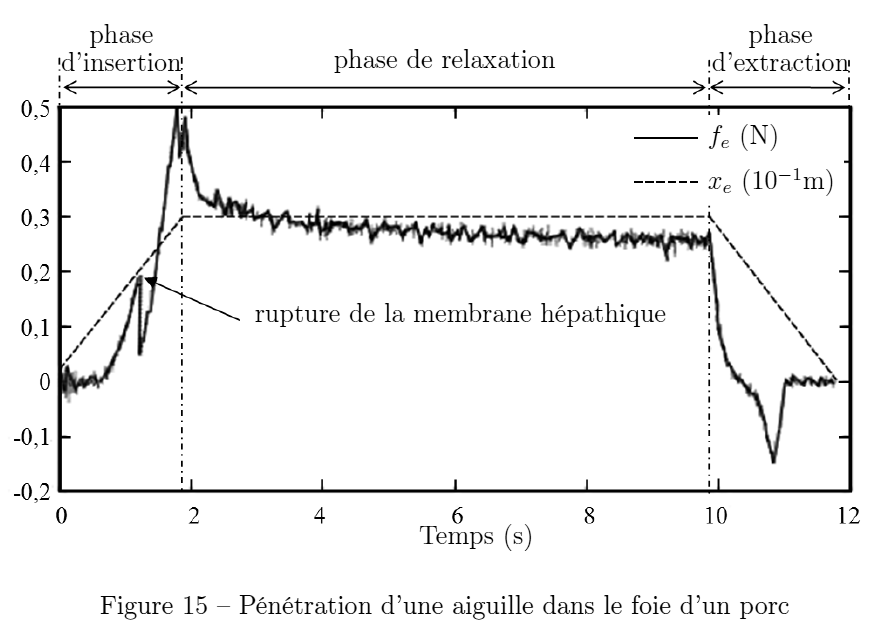 phase
d'insertion
phase de relaxation
phase
d'extraction
0,5
0,4
0,3
0,2
0,1
0
-0,1
-0,2
fₑ (N)
xₑ (10⁻¹m)
rupture de la membrane hépathique
0 2 4 6 8 10 12
Temps (s)
Figure 15 – Pénétration d'une aiguille dans le foie d'un porc